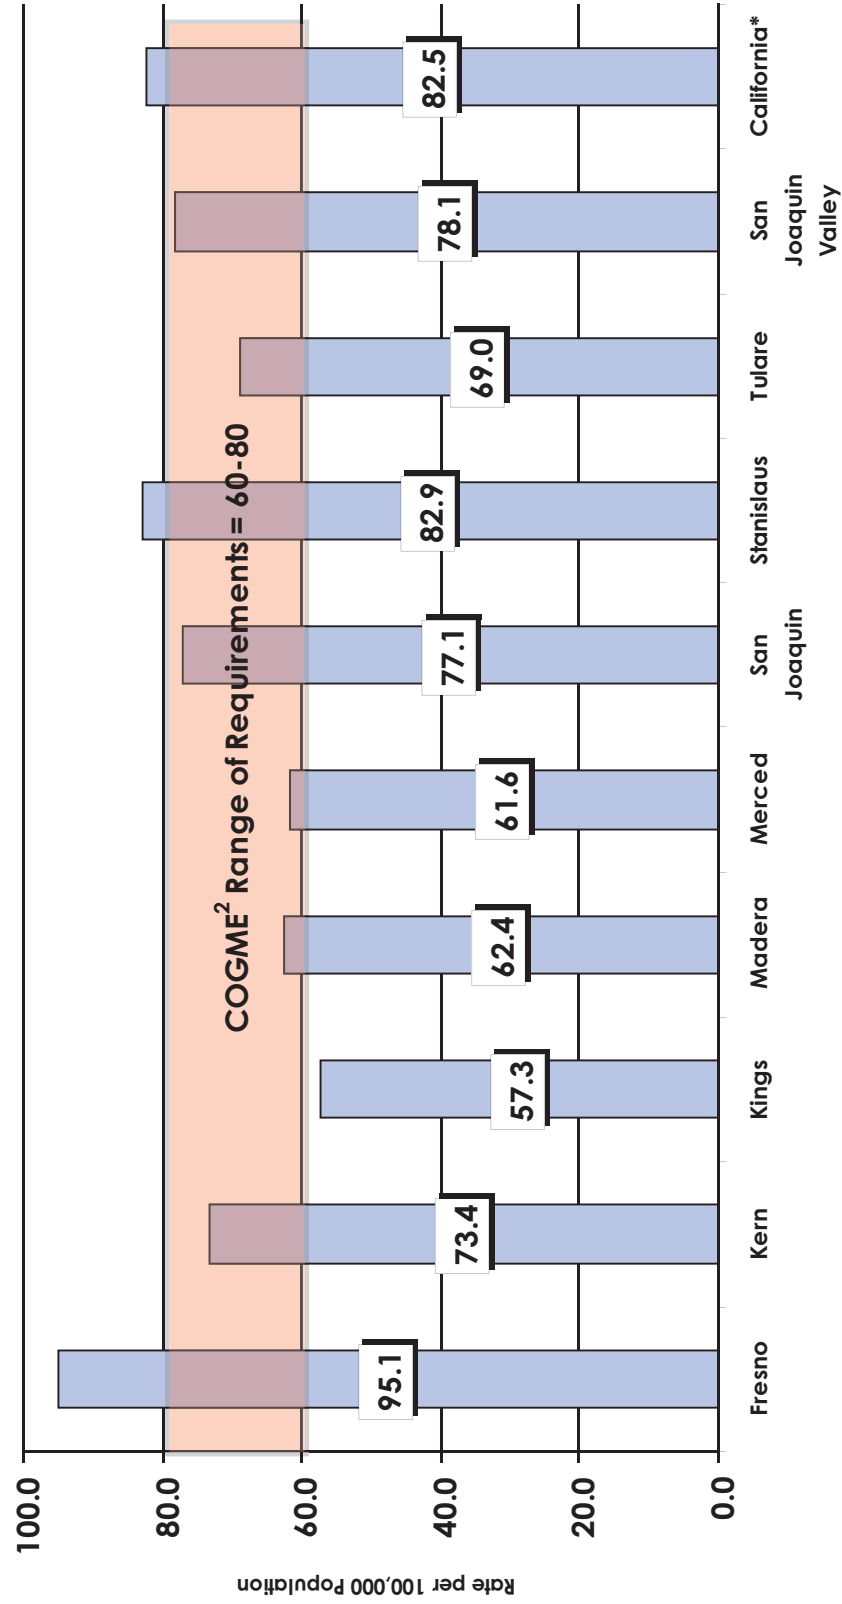 100.0
80.0
60.0
40.0
20.0
0.0
Rate per 100,000 Population
COGME² Range of Requirements = 60-80
95.1
73.4
57.3
62.4
61.6
77.1
82.9
69.0
78.1
82.5
Fresno
Kern
Kings
Madera
Merced
San
Joaquin
Stanislaus
Tulare
San
Joaquin
Valley
California*